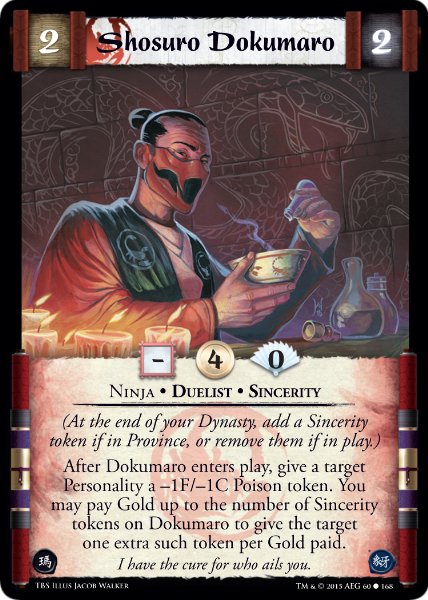 2 Shosuro Dokumaro 2
- 4 0
Ninja • Duelist • Sincerity
(At the end of your Dynasty, add a Sincerity
token if in Province, or remove them if in play.)
After Dokumaro enters play, give a target
Personality a –1F/–1C Poison token. You
may pay Gold up to the number of Sincerity
tokens on Dokumaro to give the target
one extra such token per Gold paid.
I have the cure for who ails you.
TBS Illus Jacob Walker TM & © 2015 AEG 60 • 168